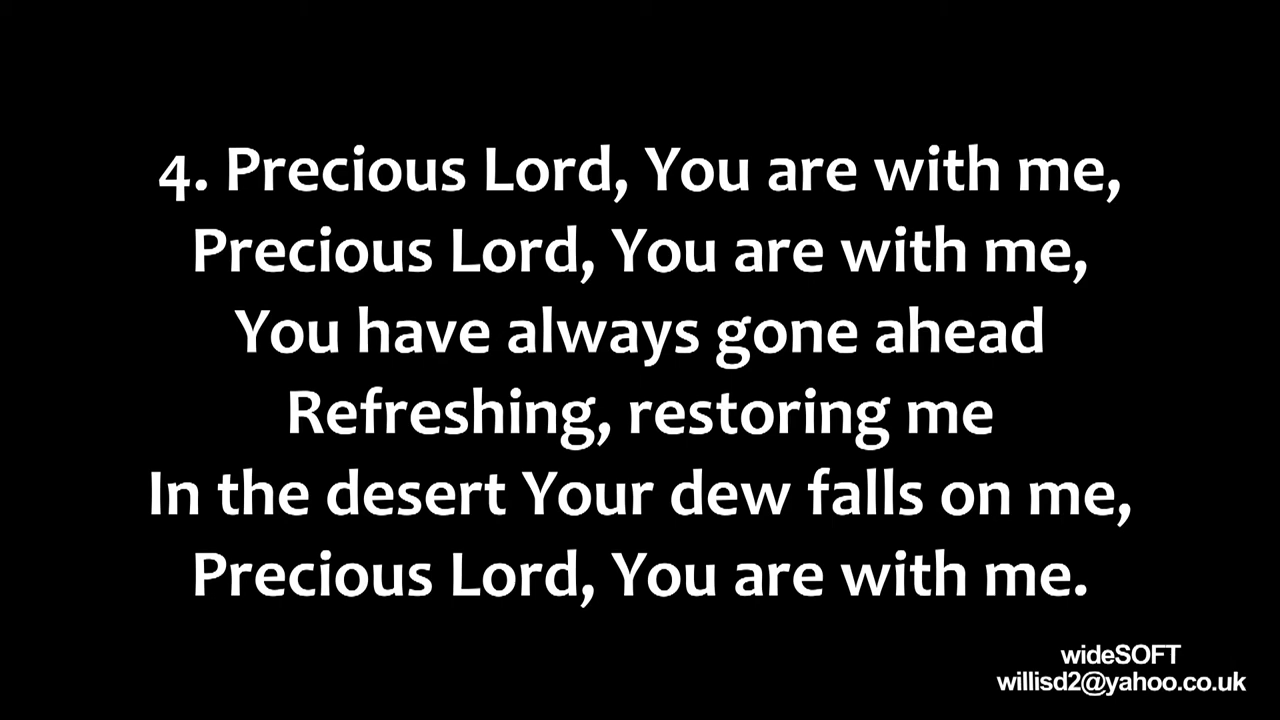 4. Precious Lord, You are with me,
Precious Lord, You are with me,
You have always gone ahead
Refreshing, restoring me
In the desert Your dew falls on me,
Precious Lord, You are with me.
wideSOFT
willisd2@yahoo.co.uk